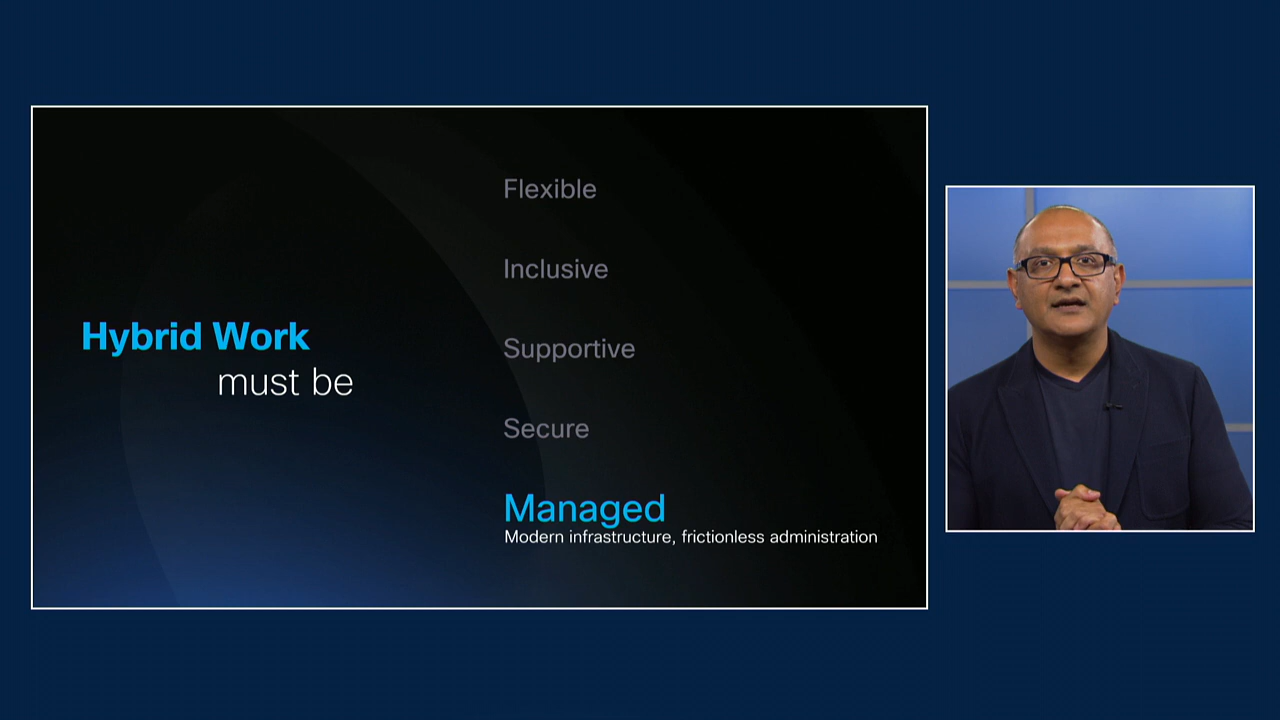 Hybrid Work
must be
Flexible
Inclusive
Supportive
Secure
Managed
Modern infrastructure, frictionless administration